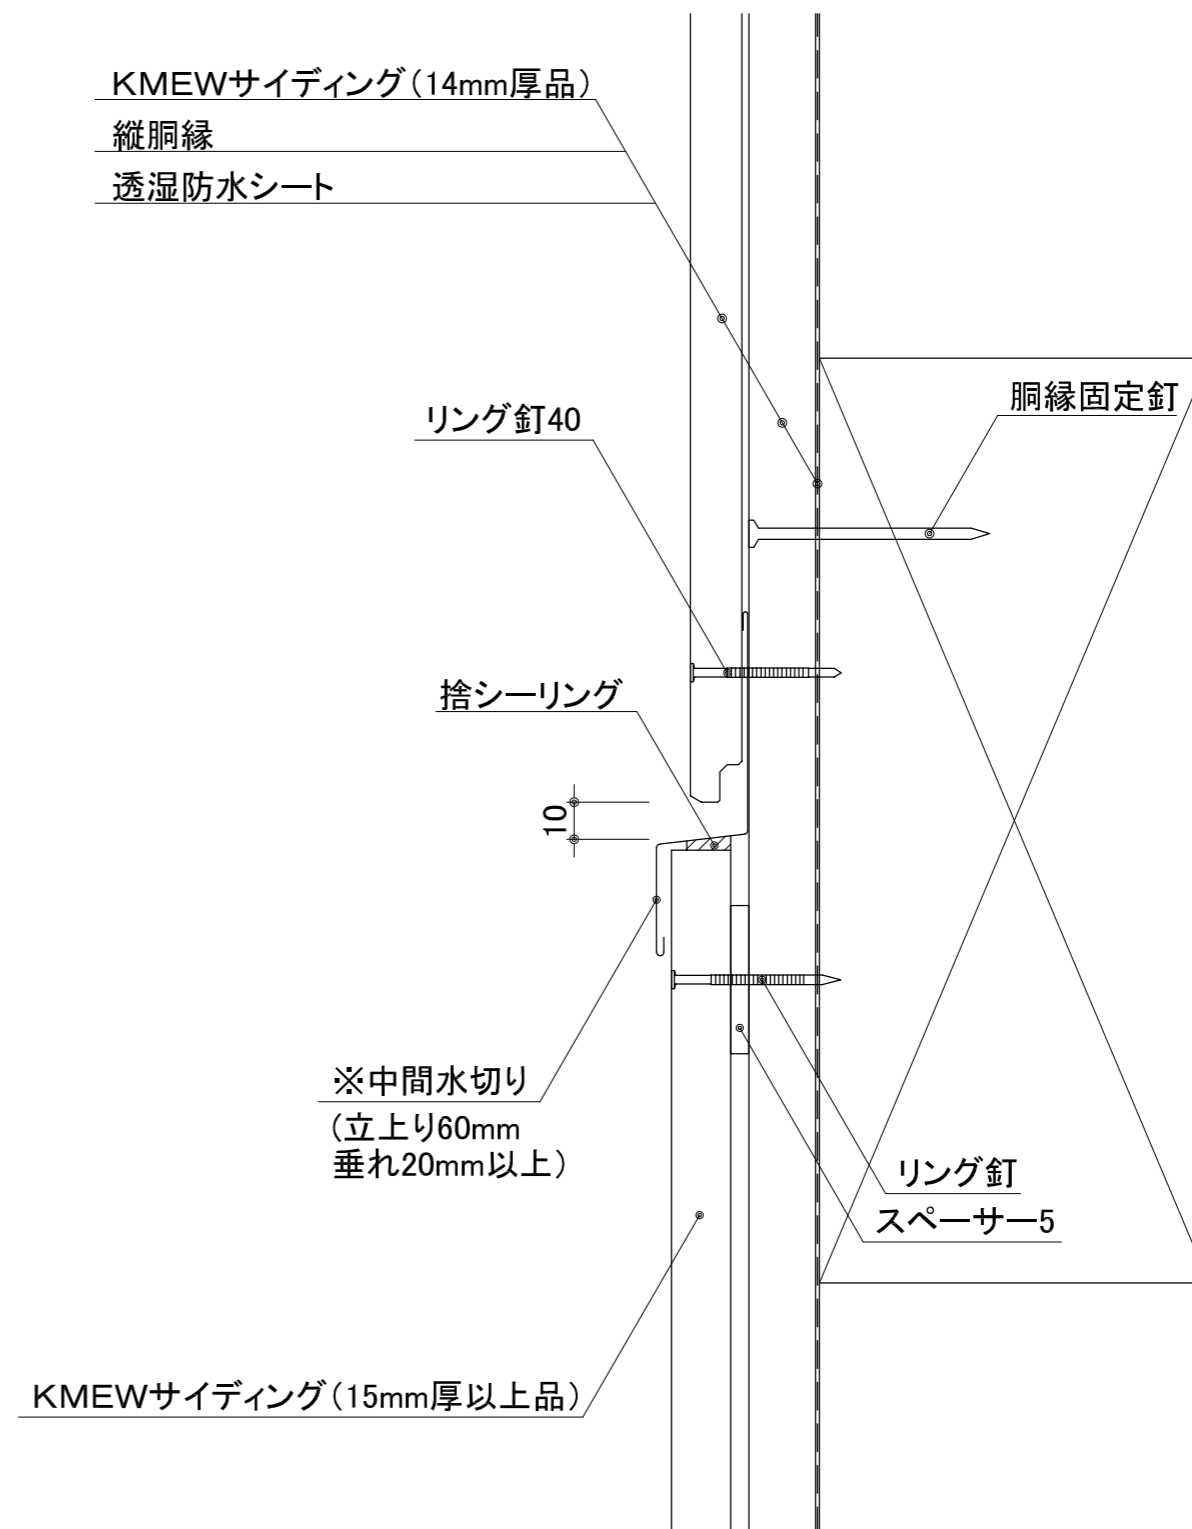 KMEWサイディング（14mm厚品）
縦胴縁
透湿防水シート
胴縁固定釘
リング釘40
捨シーリング
10
※中間水切り
（立上り60mm
垂れ20mm以上）
リング釘
スペーサー5
KMEWサイディング（15mm厚以上品）